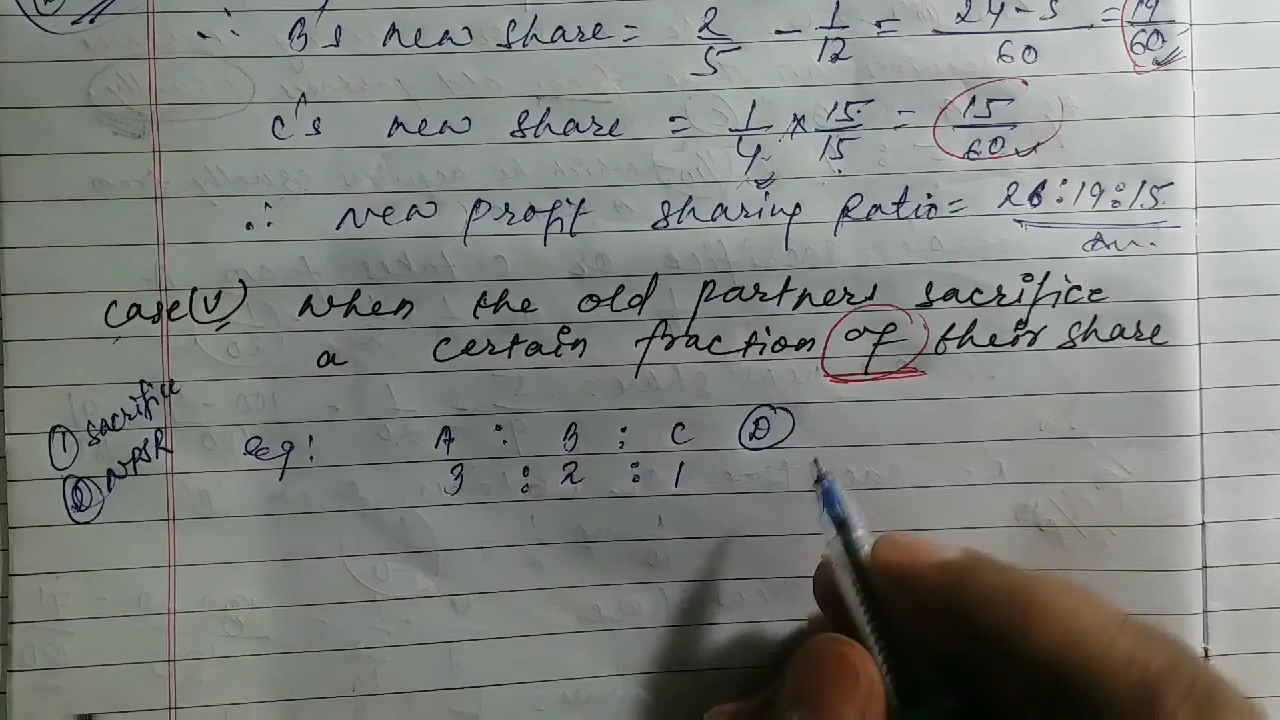 ∴ B's new share = 2/5 - 1/12 = 24-5/60 = 19/60
C's new share = 1/4 × 15/15 = 15/60
∴ New profit sharing Ratio = 26:19:15
Au.
case(V) when the old partners sacrifice
a certain fraction of their share
① sacrifice
② NPSR
eg: A : B : C (D)
3 : 2 : 1